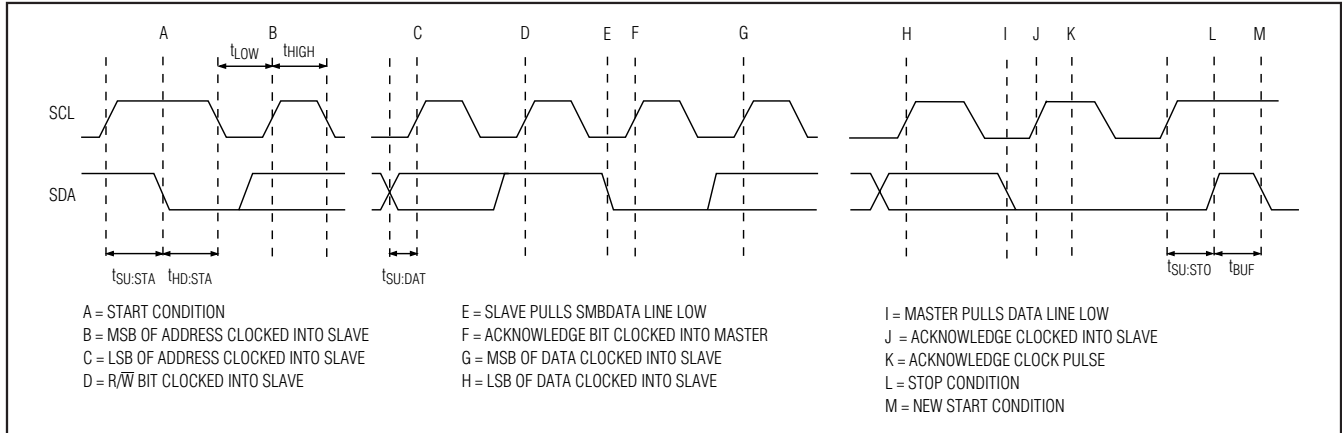 A B C D E F G H I J K L M
tLOW tHIGH
SCL
SDA
tSU:STA tHD:STA tSU:DAT tSU:STO tBUF
A = START CONDITION
B = MSB OF ADDRESS CLOCKED INTO SLAVE
C = LSB OF ADDRESS CLOCKED INTO SLAVE
D = R/W̅ BIT CLOCKED INTO SLAVE
E = SLAVE PULLS SMBDATA LINE LOW
F = ACKNOWLEDGE BIT CLOCKED INTO MASTER
G = MSB OF DATA CLOCKED INTO SLAVE
H = LSB OF DATA CLOCKED INTO SLAVE
I = MASTER PULLS DATA LINE LOW
J = ACKNOWLEDGE CLOCKED INTO SLAVE
K = ACKNOWLEDGE CLOCK PULSE
L = STOP CONDITION
M = NEW START CONDITION